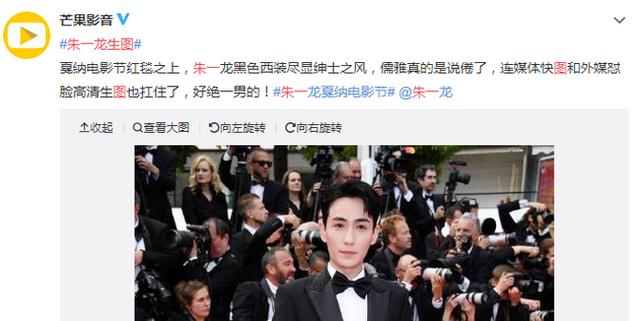 芒果影音
#朱一龙生图#
戛纳电影节红毯之上，朱一龙黑色西装尽显绅士之风，儒雅真的是说倦了，连媒体快图和外媒怼
脸高清生图也扛住了，好绝一男的！#朱一龙戛纳电影节# @朱一龙
收起 查看大图 向左旋转 向右旋转